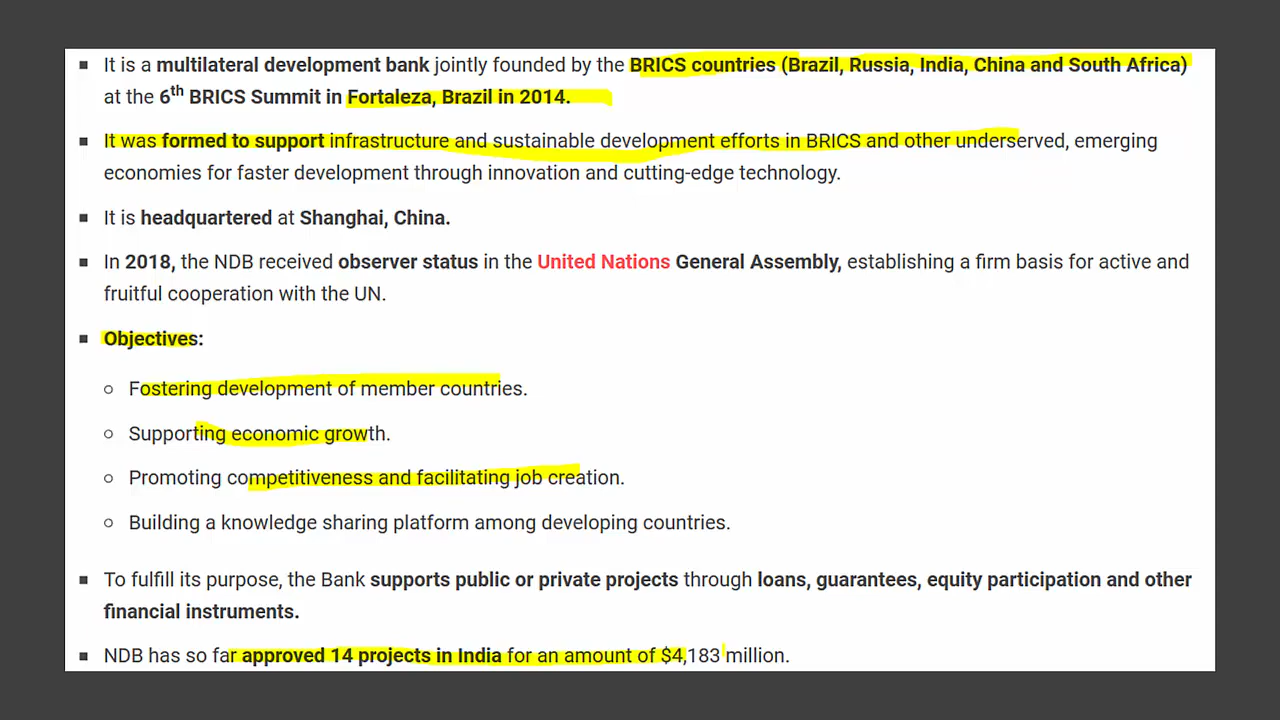 ▪ It is a multilateral development bank jointly founded by the BRICS countries (Brazil, Russia, India, China and South Africa)
at the 6th BRICS Summit in Fortaleza, Brazil in 2014.
▪ It was formed to support infrastructure and sustainable development efforts in BRICS and other underserved, emerging
economies for faster development through innovation and cutting-edge technology.
▪ It is headquartered at Shanghai, China.
▪ In 2018, the NDB received observer status in the United Nations General Assembly, establishing a firm basis for active and
fruitful cooperation with the UN.
▪ Objectives:
○ Fostering development of member countries.
○ Supporting economic growth.
○ Promoting competitiveness and facilitating job creation.
○ Building a knowledge sharing platform among developing countries.
▪ To fulfill its purpose, the Bank supports public or private projects through loans, guarantees, equity participation and other
financial instruments.
▪ NDB has so far approved 14 projects in India for an amount of $4,183 million.